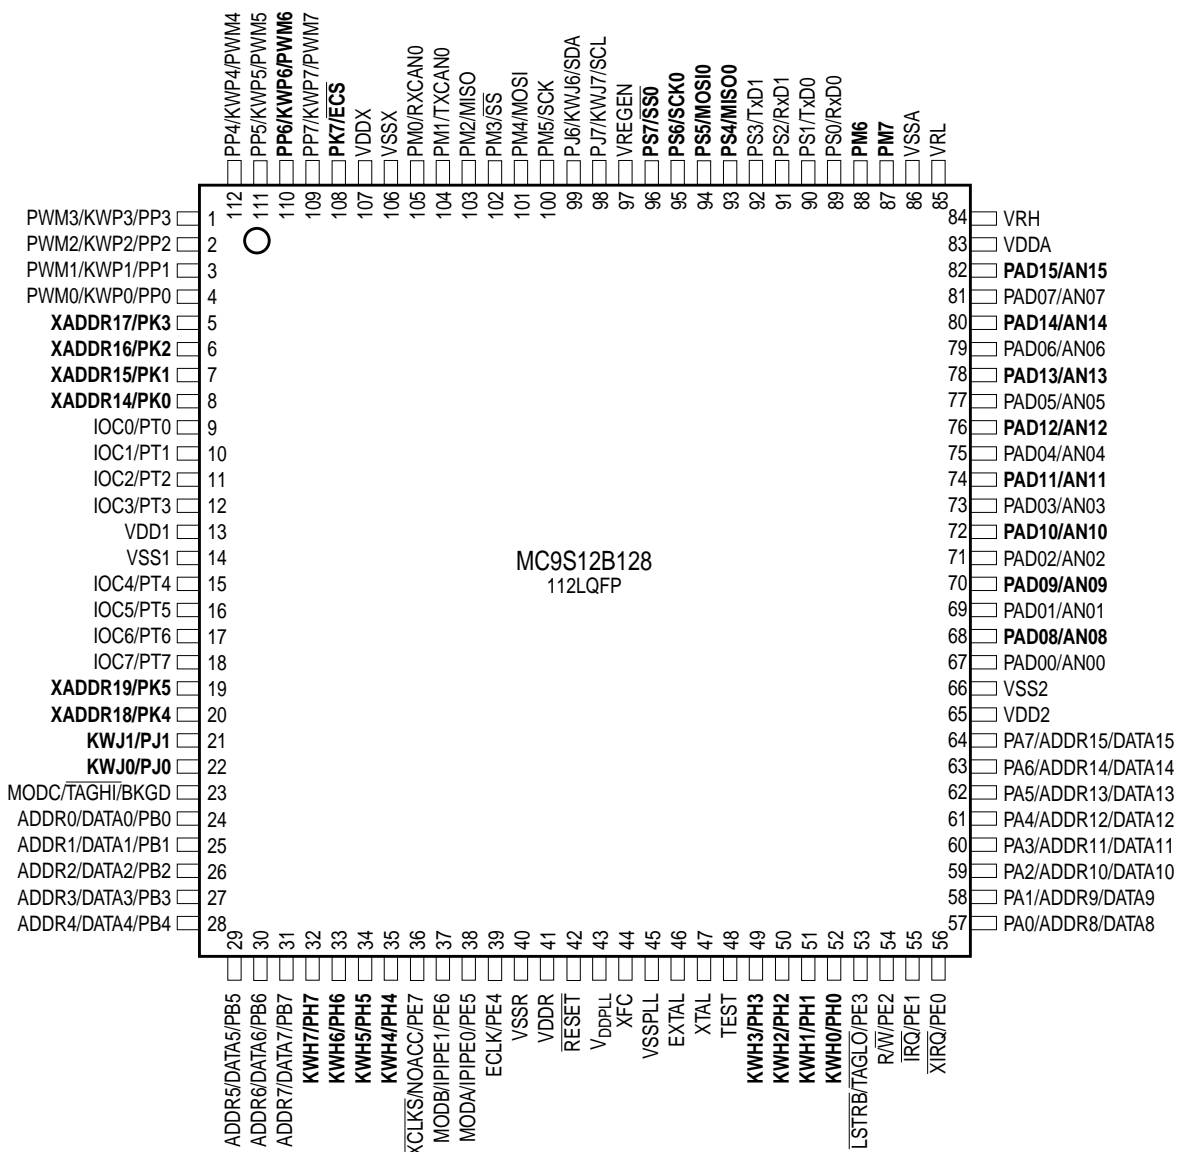 PP4/KWP4/PWM4
PP5/KWP5/PWM5
PP6/KWP6/PWM6
PP7/KWP7/PWM7
PK7/ECS
VDDX
VSSX
PM0/RXCAN0
PM1/TXCAN0
PM2/MISO
PM3/SS
PM4/MOSI
PM5/SCK
PJ6/KWJ6/SDA
PJ7/KWJ7/SCL
VREGEN
PS7/SS0
PS6/SCK0
PS5/MOSI0
PS4/MISO0
PS3/TxD1
PS2/RxD1
PS1/TxD0
PS0/RxD0
PM6
PM7
VSSA
VRL
112
111
110
109
108
107
106
105
104
103
102
101
100
99
98
97
96
95
94
93
92
91
90
89
88
87
86
85
PWM3/KWP3/PP3 1
PWM2/KWP2/PP2 2
PWM1/KWP1/PP1 3
PWM0/KWP0/PP0 4
XADDR17/PK3 5
XADDR16/PK2 6
XADDR15/PK1 7
XADDR14/PK0 8
IOC0/PT0 9
IOC1/PT1 10
IOC2/PT2 11
IOC3/PT3 12
VDD1 13
VSS1 14
IOC4/PT4 15
IOC5/PT5 16
IOC6/PT6 17
IOC7/PT7 18
XADDR19/PK5 19
XADDR18/PK4 20
KWJ1/PJ1 21
KWJ0/PJ0 22
MODC/TAGHI/BKGD 23
ADDR0/DATA0/PB0 24
ADDR1/DATA1/PB1 25
ADDR2/DATA2/PB2 26
ADDR3/DATA3/PB3 27
ADDR4/DATA4/PB4 28
MC9S12B128
112LQFP
84 VRH
83 VDDA
82 PAD15/AN15
81 PAD07/AN07
80 PAD14/AN14
79 PAD06/AN06
78 PAD13/AN13
77 PAD05/AN05
76 PAD12/AN12
75 PAD04/AN04
74 PAD11/AN11
73 PAD03/AN03
72 PAD10/AN10
71 PAD02/AN02
70 PAD09/AN09
69 PAD01/AN01
68 PAD08/AN08
67 PAD00/AN00
66 VSS2
65 VDD2
64 PA7/ADDR15/DATA15
63 PA6/ADDR14/DATA14
62 PA5/ADDR13/DATA13
61 PA4/ADDR12/DATA12
60 PA3/ADDR11/DATA11
59 PA2/ADDR10/DATA10
58 PA1/ADDR9/DATA9
57 PA0/ADDR8/DATA8
29
30
31
32
33
34
35
36
37
38
39
40
41
42
43
44
45
46
47
48
49
50
51
52
53
54
55
56
ADDR5/DATA5/PB5
ADDR6/DATA6/PB6
ADDR7/DATA7/PB7
KWH7/PH7
KWH6/PH6
KWH5/PH5
KWH4/PH4
XCLKS/NOACC/PE7
MODB/IPIPE1/PE6
MODA/IPIPE0/PE5
ECLK/PE4
VSSR
VDDR
RESET
VDDPLL
XFC
VSSPLL
EXTAL
XTAL
TEST
KWH3/PH3
KWH2/PH2
KWH1/PH1
KWH0/PH0
LSTRB/TAGLO/PE3
R/W/PE2
IRQ/PE1
XIRQ/PE0